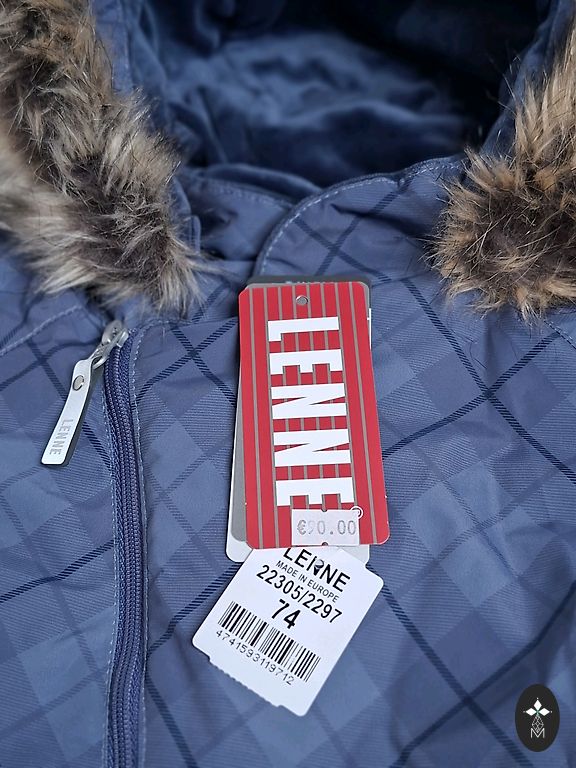 LENNE
LENNE
€90.00
LENNE
MADE IN EUROPE
22305/2297
74
4741593119712
M